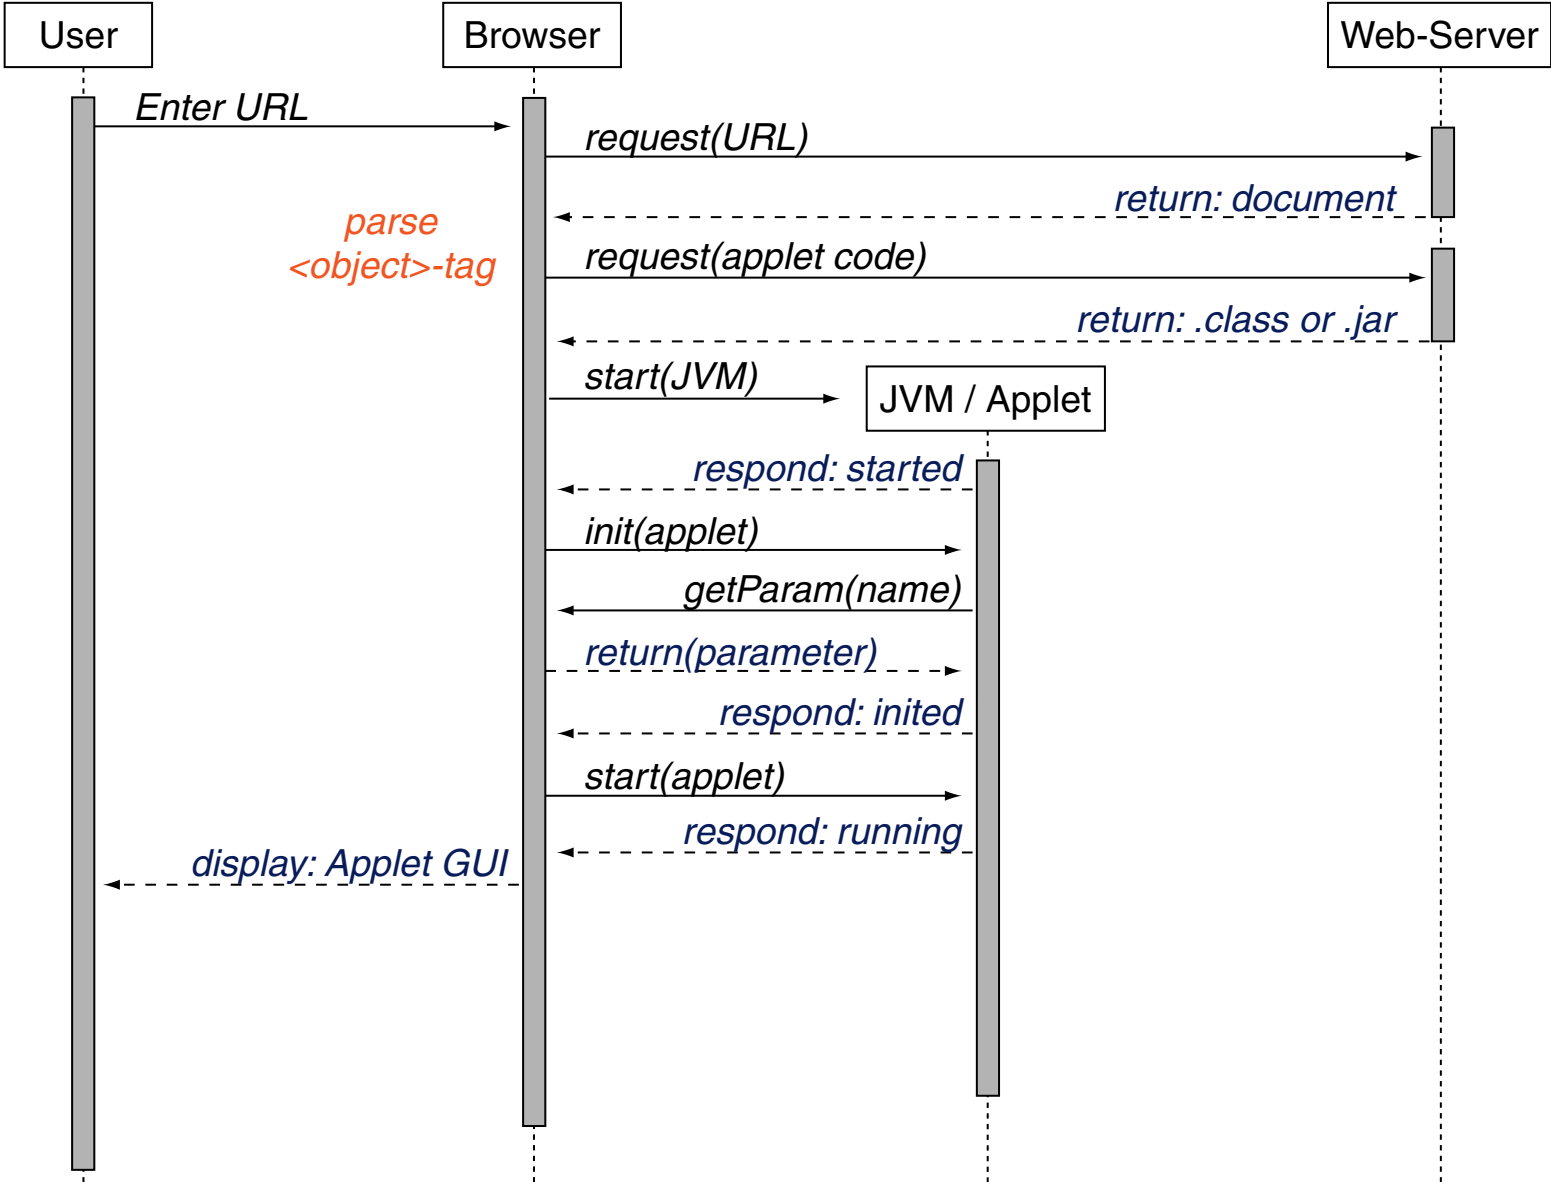 User
Browser
Web-Server
Enter URL
request(URL)
return: document
parse
<object>-tag
request(applet code)
return: .class or .jar
start(JVM)
JVM / Applet
respond: started
init(applet)
getParam(name)
return(parameter)
respond: inited
start(applet)
respond: running
display: Applet GUI